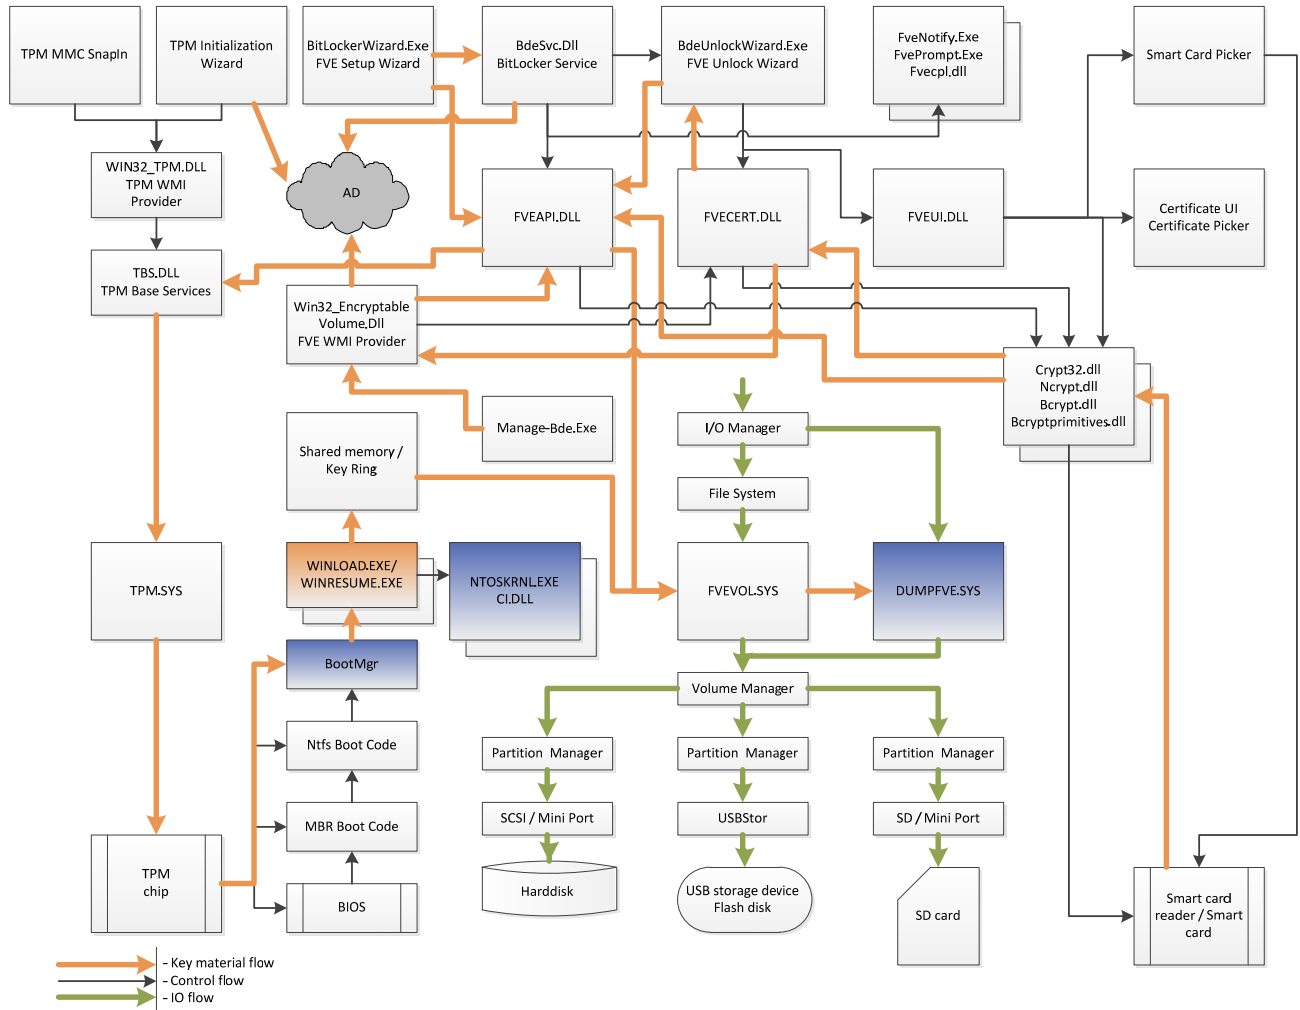 TPM MMC SnapIn
TPM Initialization
Wizard
BitLockerWizard.Exe
FVE Setup Wizard
BdeSvc.Dll
BitLocker Service
BdeUnlockWizard.Exe
FVE Unlock Wizard
FveNotify.Exe
FvePrompt.Exe
Fvecpl.dll
Smart Card Picker
WIN32_TPM.DLL
TPM WMI
Provider
AD
FVEAPI.DLL
FVECERT.DLL
FVEUI.DLL
Certificate UI
Certificate Picker
TBS.DLL
TPM Base Services
Win32_Encryptable
Volume.Dll
FVE WMI Provider
Crypt32.dll
Ncrypt.dll
Bcrypt.dll
Bcryptprimitives.dll
Manage-Bde.Exe
I/O Manager
Shared memory /
Key Ring
File System
TPM.SYS
WINLOAD.EXE/
WINRESUME.EXE
NTOSKRNL.EXE
CI.DLL
FVEVOL.SYS
DUMPFVE.SYS
BootMgr
Volume Manager
Ntfs Boot Code
Partition Manager
Partition Manager
Partition Manager
MBR Boot Code
SCSI / Mini Port
USBStor
SD / Mini Port
TPM
chip
BIOS
Harddisk
USB storage device
Flash disk
SD card
Smart card
reader / Smart
card
- Key material flow
- Control flow
- IO flow